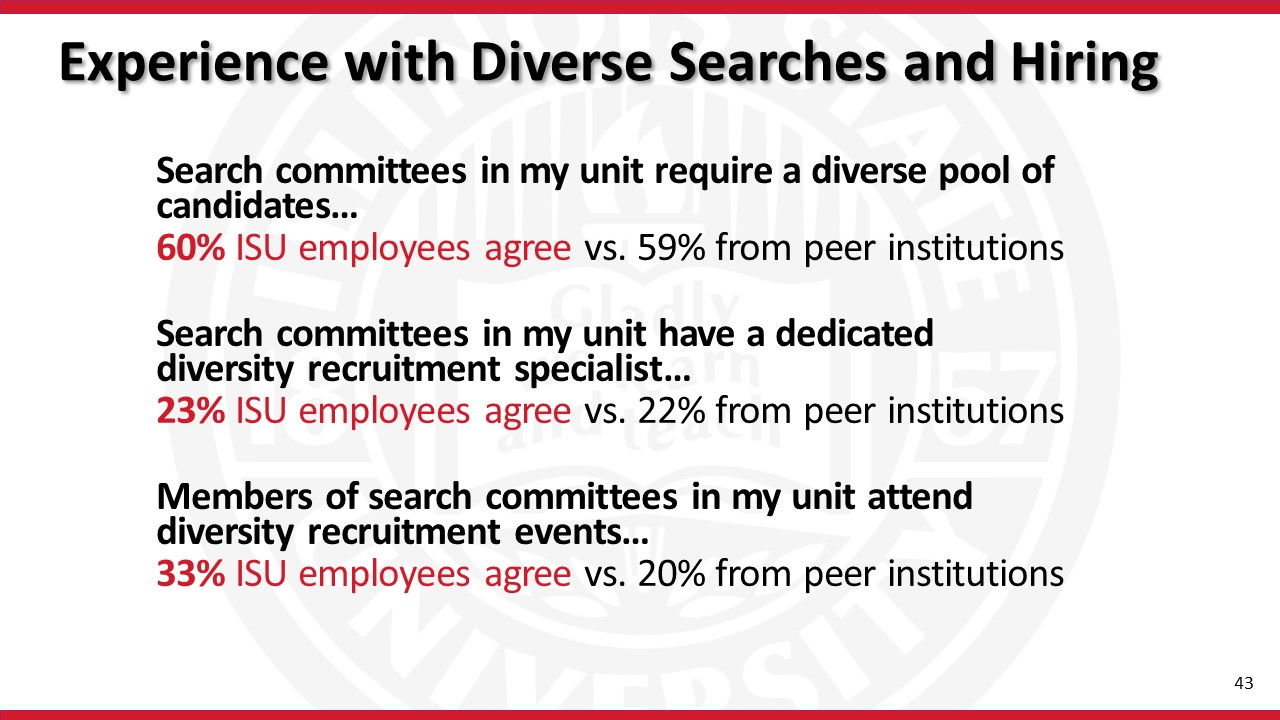 Experience with Diverse Searches and Hiring
Search committees in my unit require a diverse pool of
candidates…
60% ISU employees agree vs. 59% from peer institutions
Search committees in my unit have a dedicated
diversity recruitment specialist…
23% ISU employees agree vs. 22% from peer institutions
Members of search committees in my unit attend
diversity recruitment events…
33% ISU employees agree vs. 20% from peer institutions
43